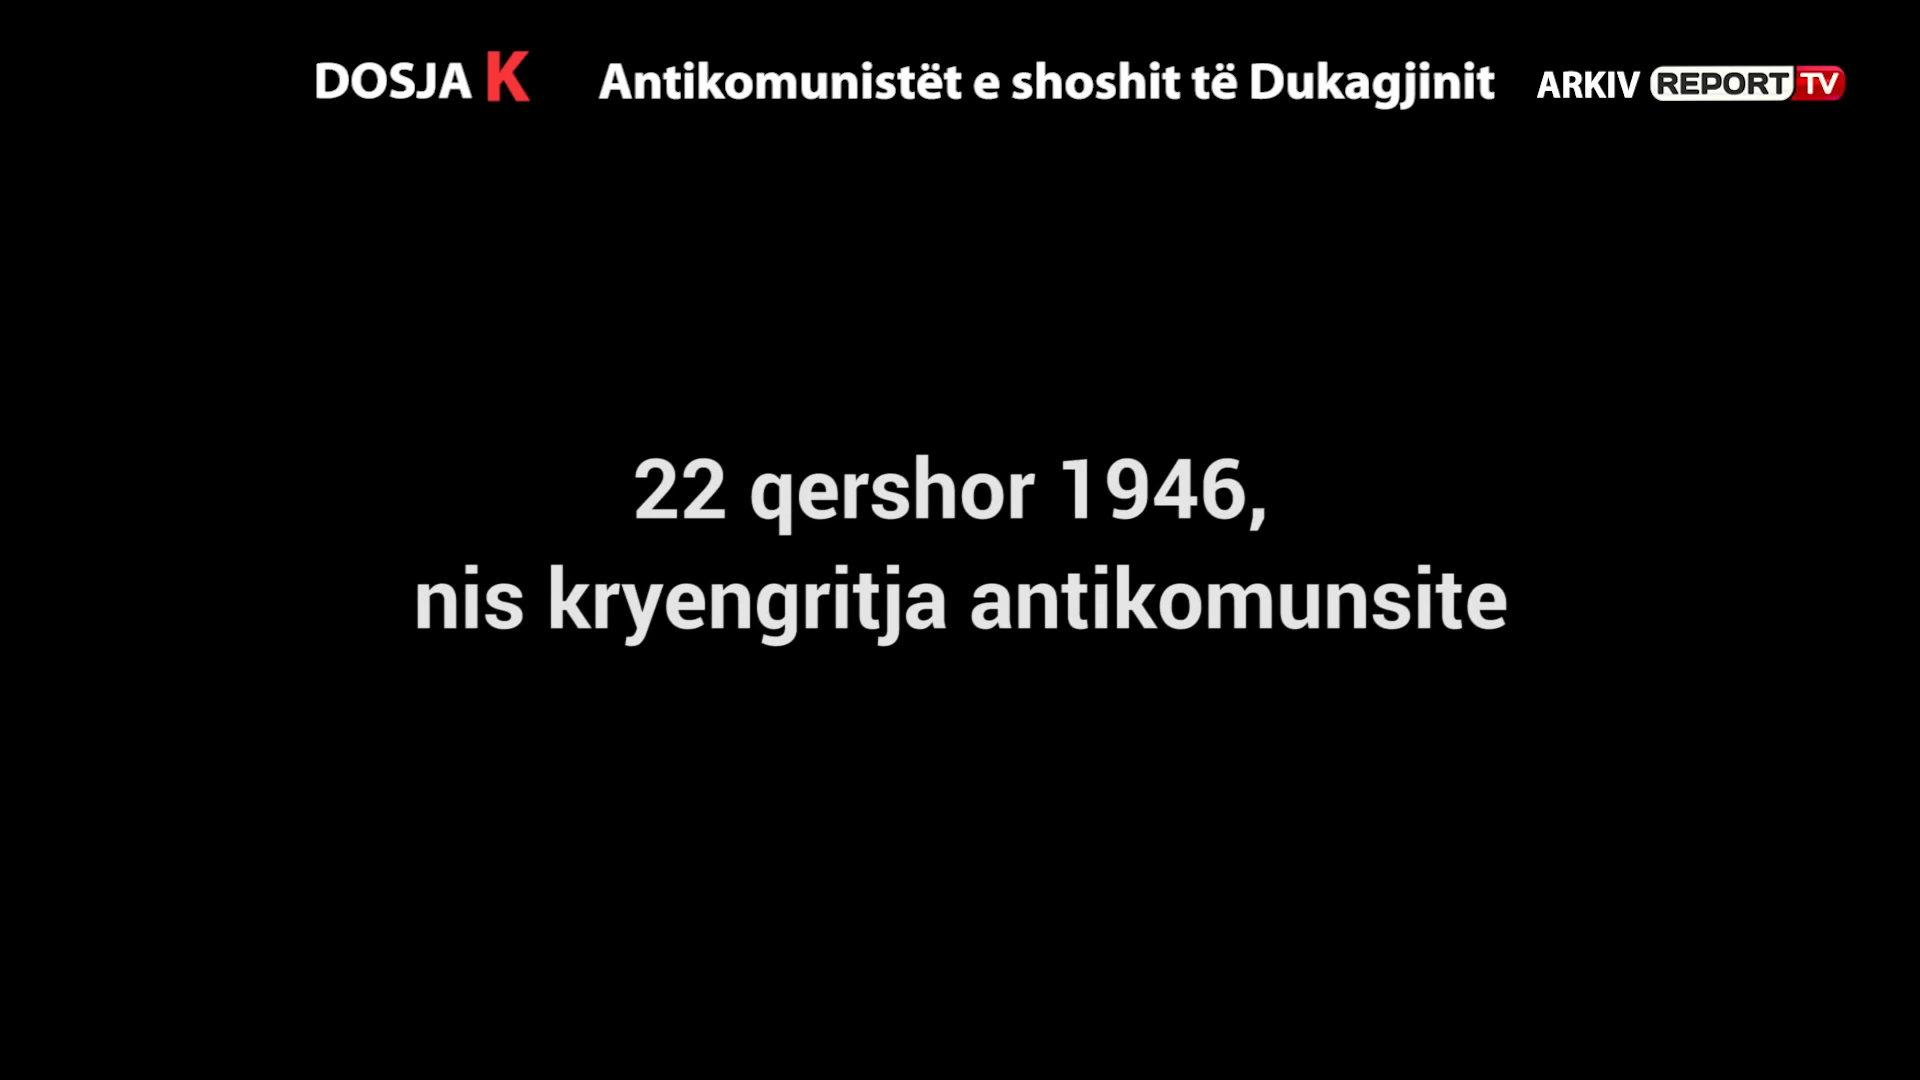 DOSJA K Antikomunistët e shoshit të Dukagjinit ARKIV REPORT TV
22 qershor 1946,
nis kryengritja antikomunsite